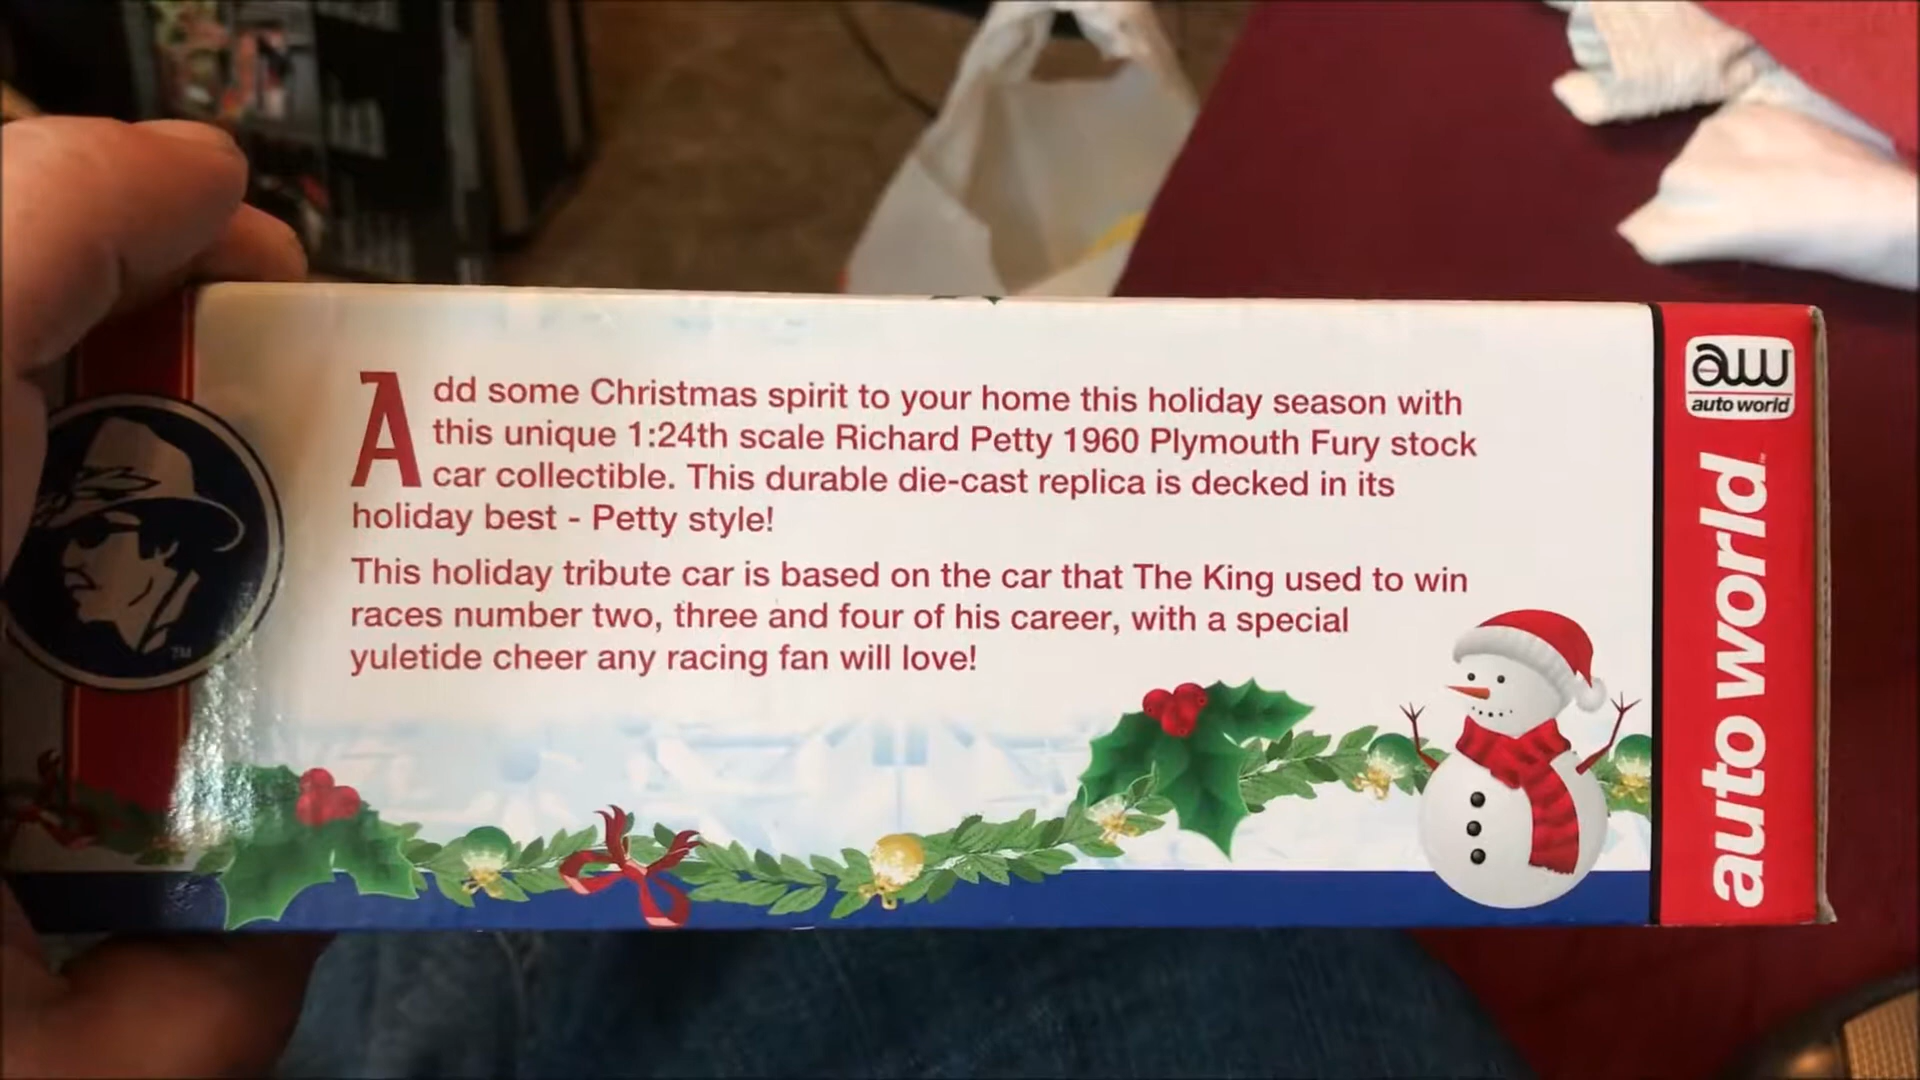 Add some Christmas spirit to your home this holiday season with
this unique 1:24th scale Richard Petty 1960 Plymouth Fury stock
car collectible. This durable die-cast replica is decked in its
holiday best - Petty style!
This holiday tribute car is based on the car that The King used to win
races number two, three and four of his career, with a special
yuletide cheer any racing fan will love!
TM
aw
auto world
auto world